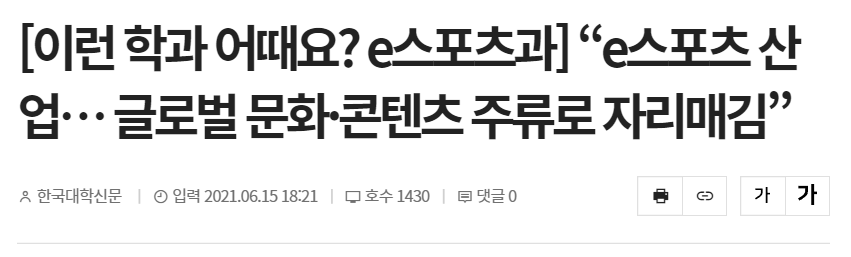 [이런 학과 어때요? e스포츠과] “e스포츠 산
업… 글로벌 문화·콘텐츠 주류로 자리매김”
한국대학신문 | 입력 2021.06.15 18:21 | 호수 1430 | 댓글 0 가 가